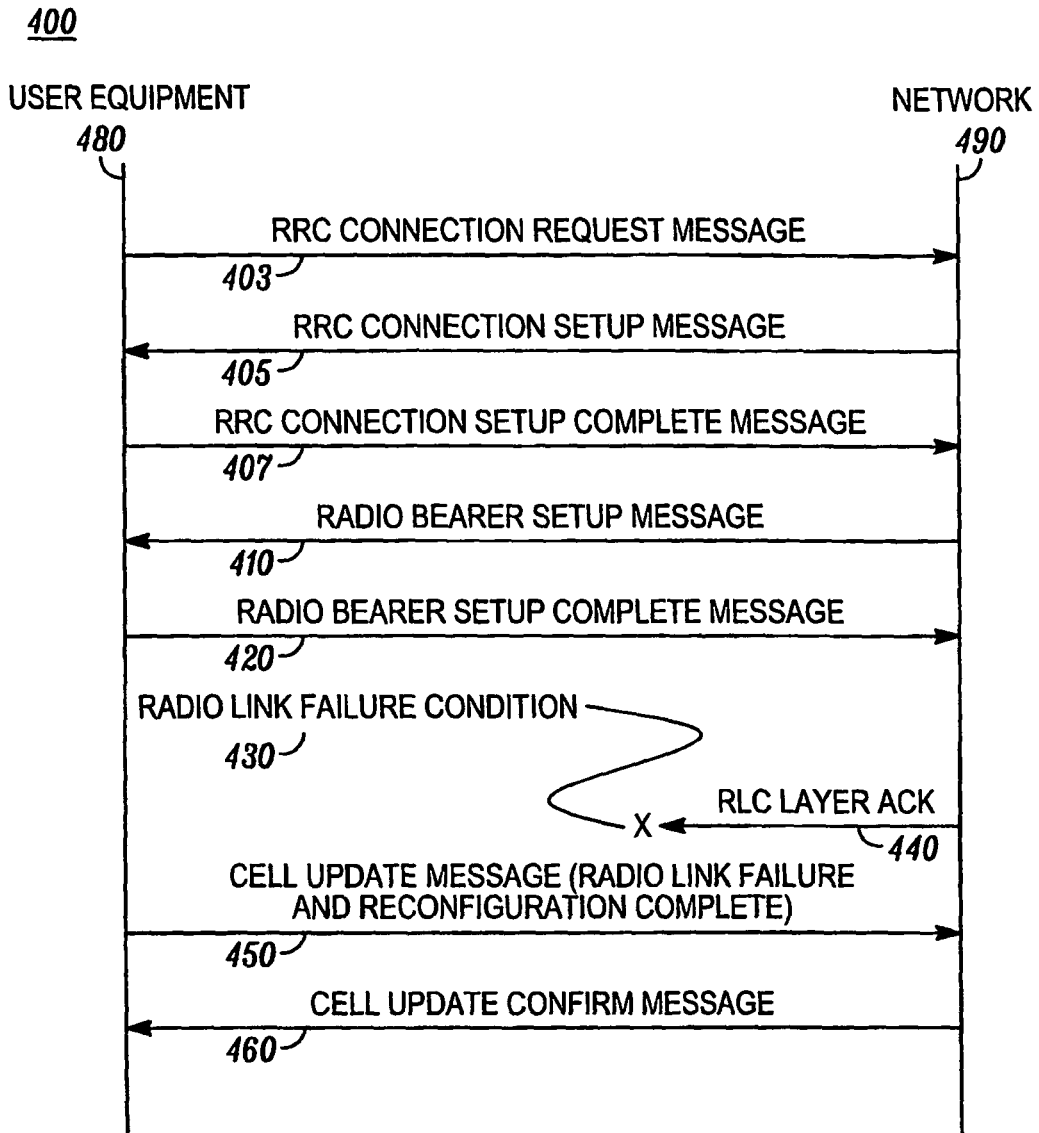 400
USER EQUIPMENT
480
NETWORK
490
RRC CONNECTION REQUEST MESSAGE
403
RRC CONNECTION SETUP MESSAGE
405
RRC CONNECTION SETUP COMPLETE MESSAGE
407
RADIO BEARER SETUP MESSAGE
410
RADIO BEARER SETUP COMPLETE MESSAGE
420
RADIO LINK FAILURE CONDITION
430
RLC LAYER ACK
X
440
CELL UPDATE MESSAGE (RADIO LINK FAILURE
AND RECONFIGURATION COMPLETE)
450
CELL UPDATE CONFIRM MESSAGE
460